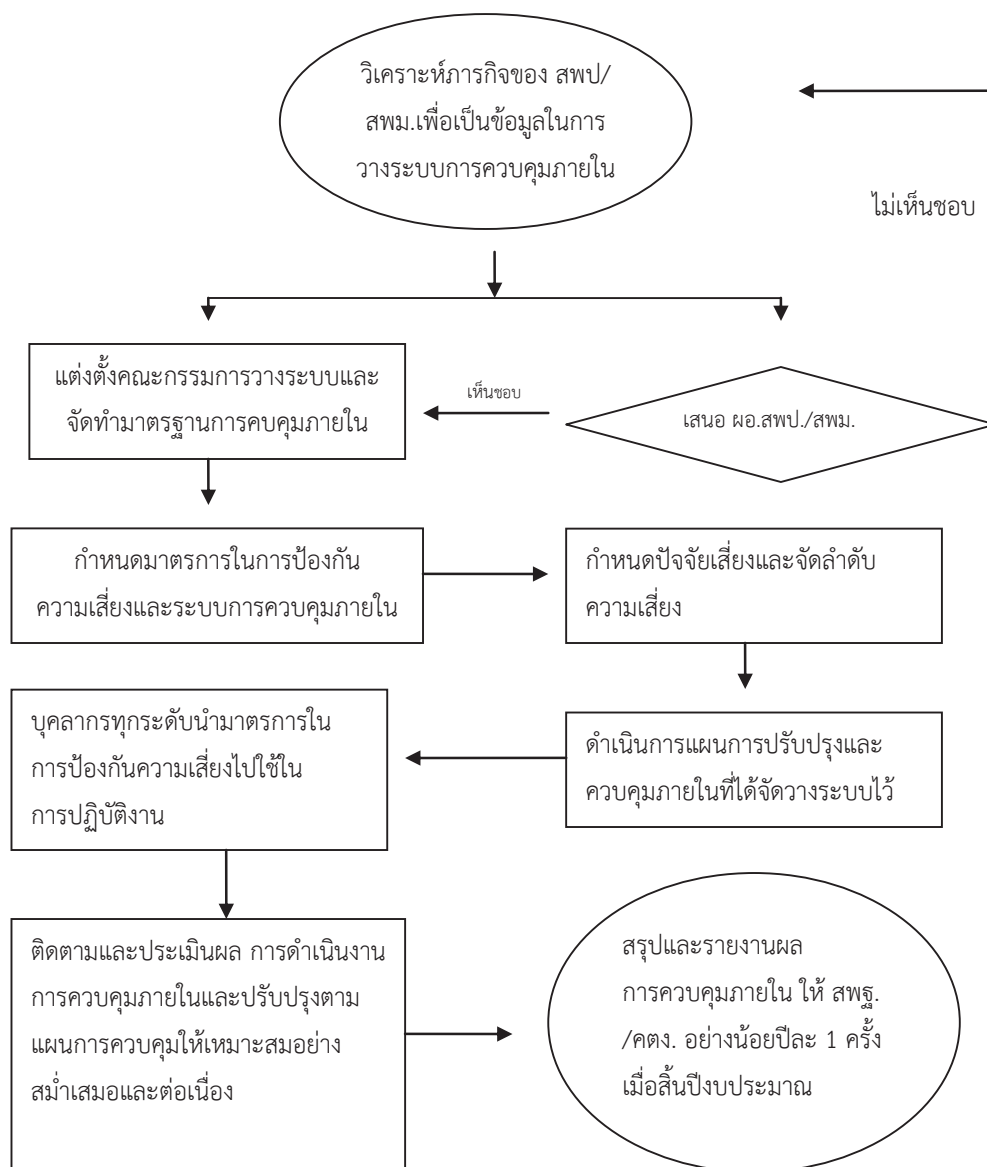 วิเคราะห์ภารกิจของ สพป/
สพม.เพื่อเป็นข้อมูลในการ
วางระบบการควบคุมภายใน
ไม่เห็นชอบ
แต่งตั้งคณะกรรมการวางระบบและ
จัดทำมาตรฐานการคบคุมภายใน
เห็นชอบ
เสนอ ผอ.สพป./สพม.
กำหนดมาตรการในการป้องกัน
ความเสี่ยงและระบบการควบคุมภายใน
กำหนดปัจจัยเสี่ยงและจัดลำดับ
ความเสี่ยง
บุคลากรทุกระดับนำมาตรการใน
การป้องกันความเสี่ยงไปใช้ใน
การปฏิบัติงาน
ดำเนินการแผนการปรับปรุงและ
ควบคุมภายในที่ได้จัดวางระบบไว้
ติดตามและประเมินผล การดำเนินงาน
การควบคุมภายในและปรับปรุงตาม
แผนการควบคุมให้เหมาะสมอย่าง
สม่ำเสมอและต่อเนื่อง
สรุปและรายงานผล
การควบคุมภายใน ให้ สพฐ.
/คตง. อย่างน้อยปีละ 1 ครั้ง
เมื่อสิ้นปีงบประมาณ